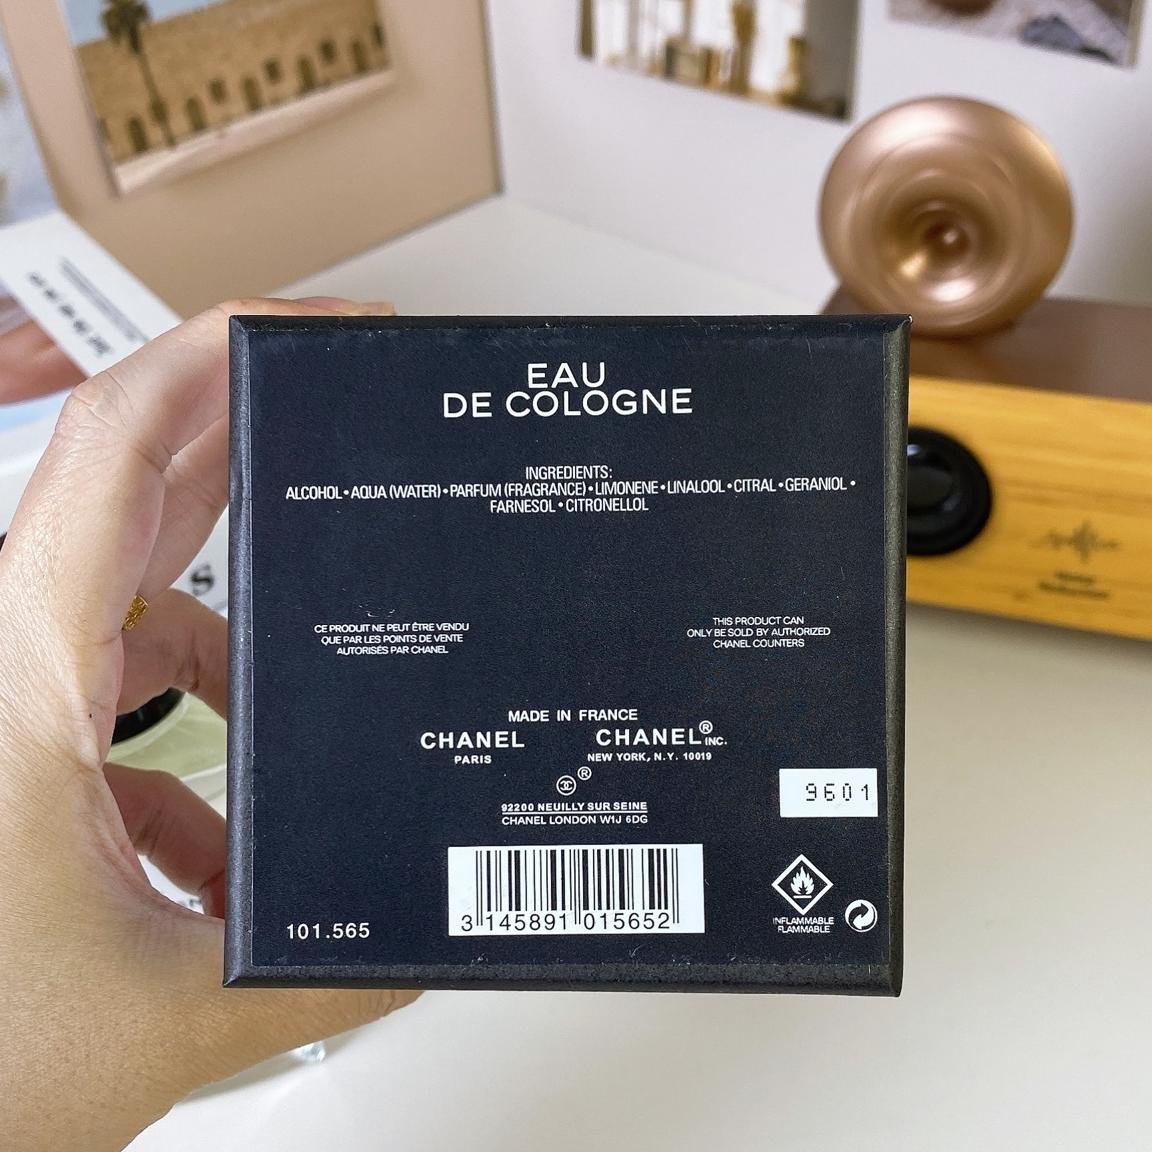 EAU
DE COLOGNE
INGREDIENTS:
ALCOHOL • AQUA (WATER) • PARFUM (FRAGRANCE) • LIMONENE • LINALOOL • CITRAL • GERANIOL •
FARNESOL • CITRONELLOL
CE PRODUIT NE PEUT ÊTRE VENDU
QUE PAR LES POINTS DE VENTE
AUTORISÉS PAR CHANEL
THIS PRODUCT CAN
ONLY BE SOLD BY AUTHORIZED
CHANEL COUNTERS
MADE IN FRANCE
CHANEL
PARIS
CHANEL® INC.
NEW YORK, N.Y. 10019
®
92200 NEUILLY SUR SEINE
CHANEL LONDON W1J 6DG
9601
3 145891 015652
101.565
INFLAMMABLE
FLAMMABLE
S